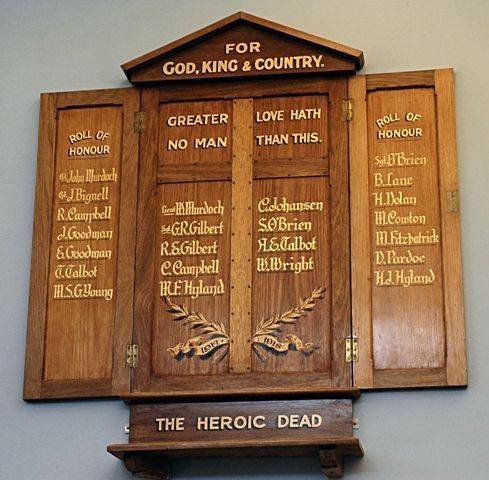 FOR
GOD, KING & COUNTRY.
GREATER LOVE HATH
NO MAN THAN THIS.
ROLL OF
HONOUR
John Murdoch
J. Bignell
R. Campbell
J. Goodman
E. Goodman
T. Talbot
M.S.G. Young
Lieut W. Murdoch
Sgt G.R. Gilbert
R.E. Gilbert
C. Campbell
M.F. Hyland
C. Johansen
S. O'Brien
A.E. Talbot
W. Wright
1914
1918
ROLL OF
HONOUR
Sgt O'Brien
B. Lane
H. Nolan
M. Cowton
M. Fitzpatrick
D. Pardoe
H.J. Hyland
THE HEROIC DEAD